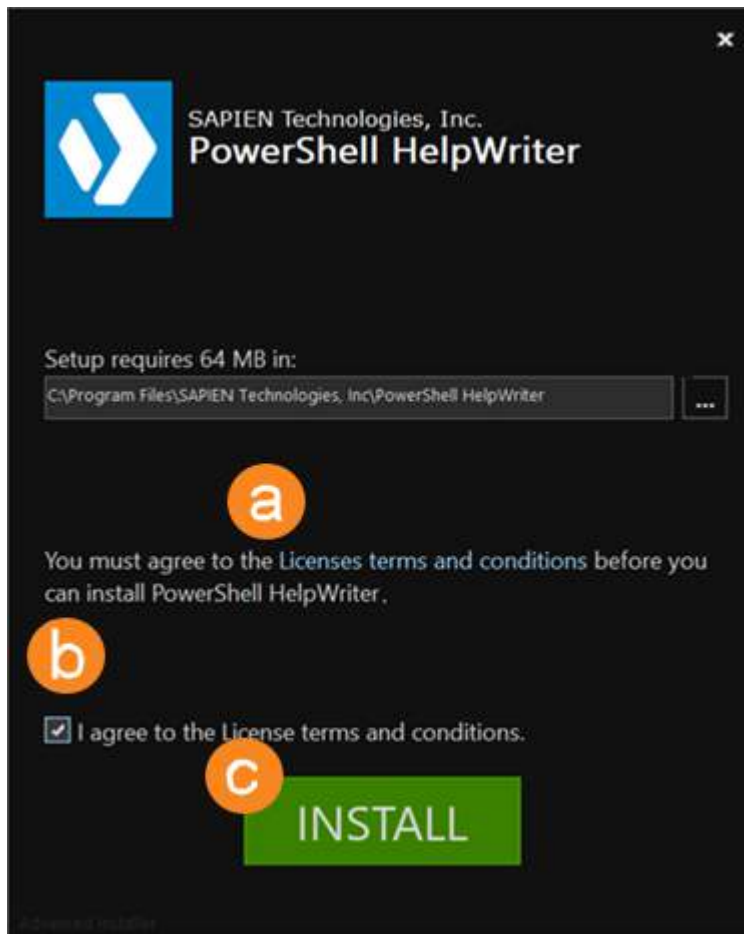 SAPIEN Technologies, Inc.
PowerShell HelpWriter
Setup requires 64 MB in:
C:\Program Files\SAPIEN Technologies, Inc\PowerShell HelpWriter
...
a
You must agree to the Licenses terms and conditions before you
can install PowerShell HelpWriter.
b
I agree to the License terms and conditions.
c
INSTALL
Advanced Installer